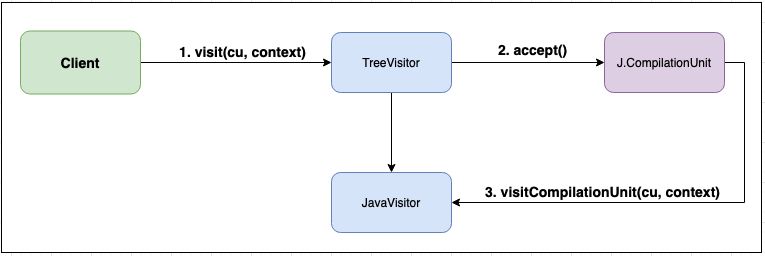 Client
1. visit(cu, context)
TreeVisitor
2. accept()
J.CompilationUnit
JavaVisitor
3. visitCompilationUnit(cu, context)